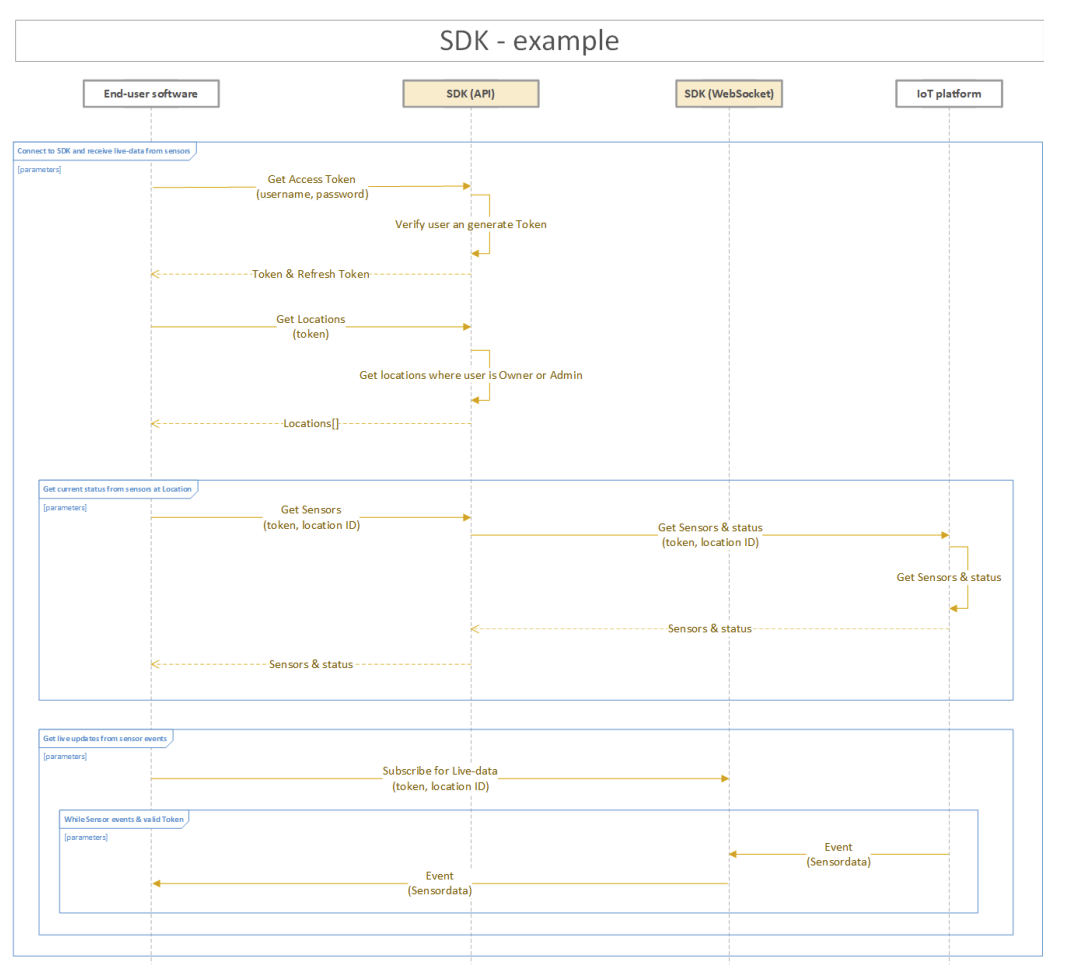 SDK - example
End-user software
SDK (API)
SDK (WebSocket)
IoT platform
Connect to SDK and receive live-data from sensors
[parameters]
Get Access Token
(username, password)
Verify user an generate Token
Token & Refresh Token
Get Locations
(token)
Get locations where user is Owner or Admin
Locations[]
Get current status from sensors at Location
[parameters]
Get Sensors
(token, location ID)
Get Sensors & status
(token, location ID)
Get Sensors & status
Sensors & status
Sensors & status
Get live updates from sensor events
[parameters]
Subscribe for Live-data
(token, location ID)
While Sensor events & valid Token
[parameters]
Event
(Sensordata)
Event
(Sensordata)